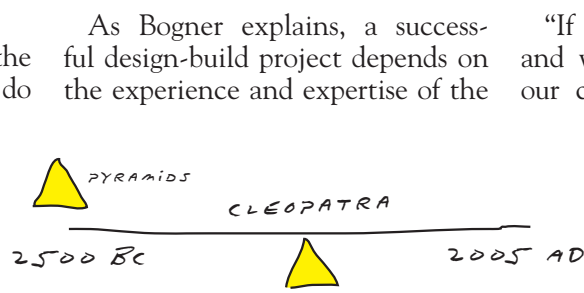 the
do
As Bogner explains, a success-
ful design-build project depends on
the experience and expertise of the
"If
and
our
PYRAMIDS
CLEOPATRA
2500 BC
2005 AD